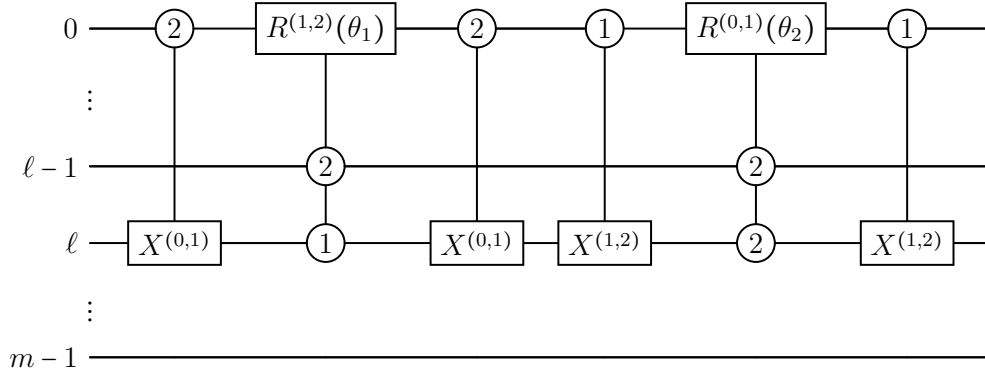 0 2 R^{(1,2)}(θ_1) 2 1 R^{(0,1)}(θ_2) 1
⋮
ℓ − 1 2 2
ℓ X^{(0,1)} 1 X^{(0,1)} X^{(1,2)} 2 X^{(1,2)}
⋮
m − 1